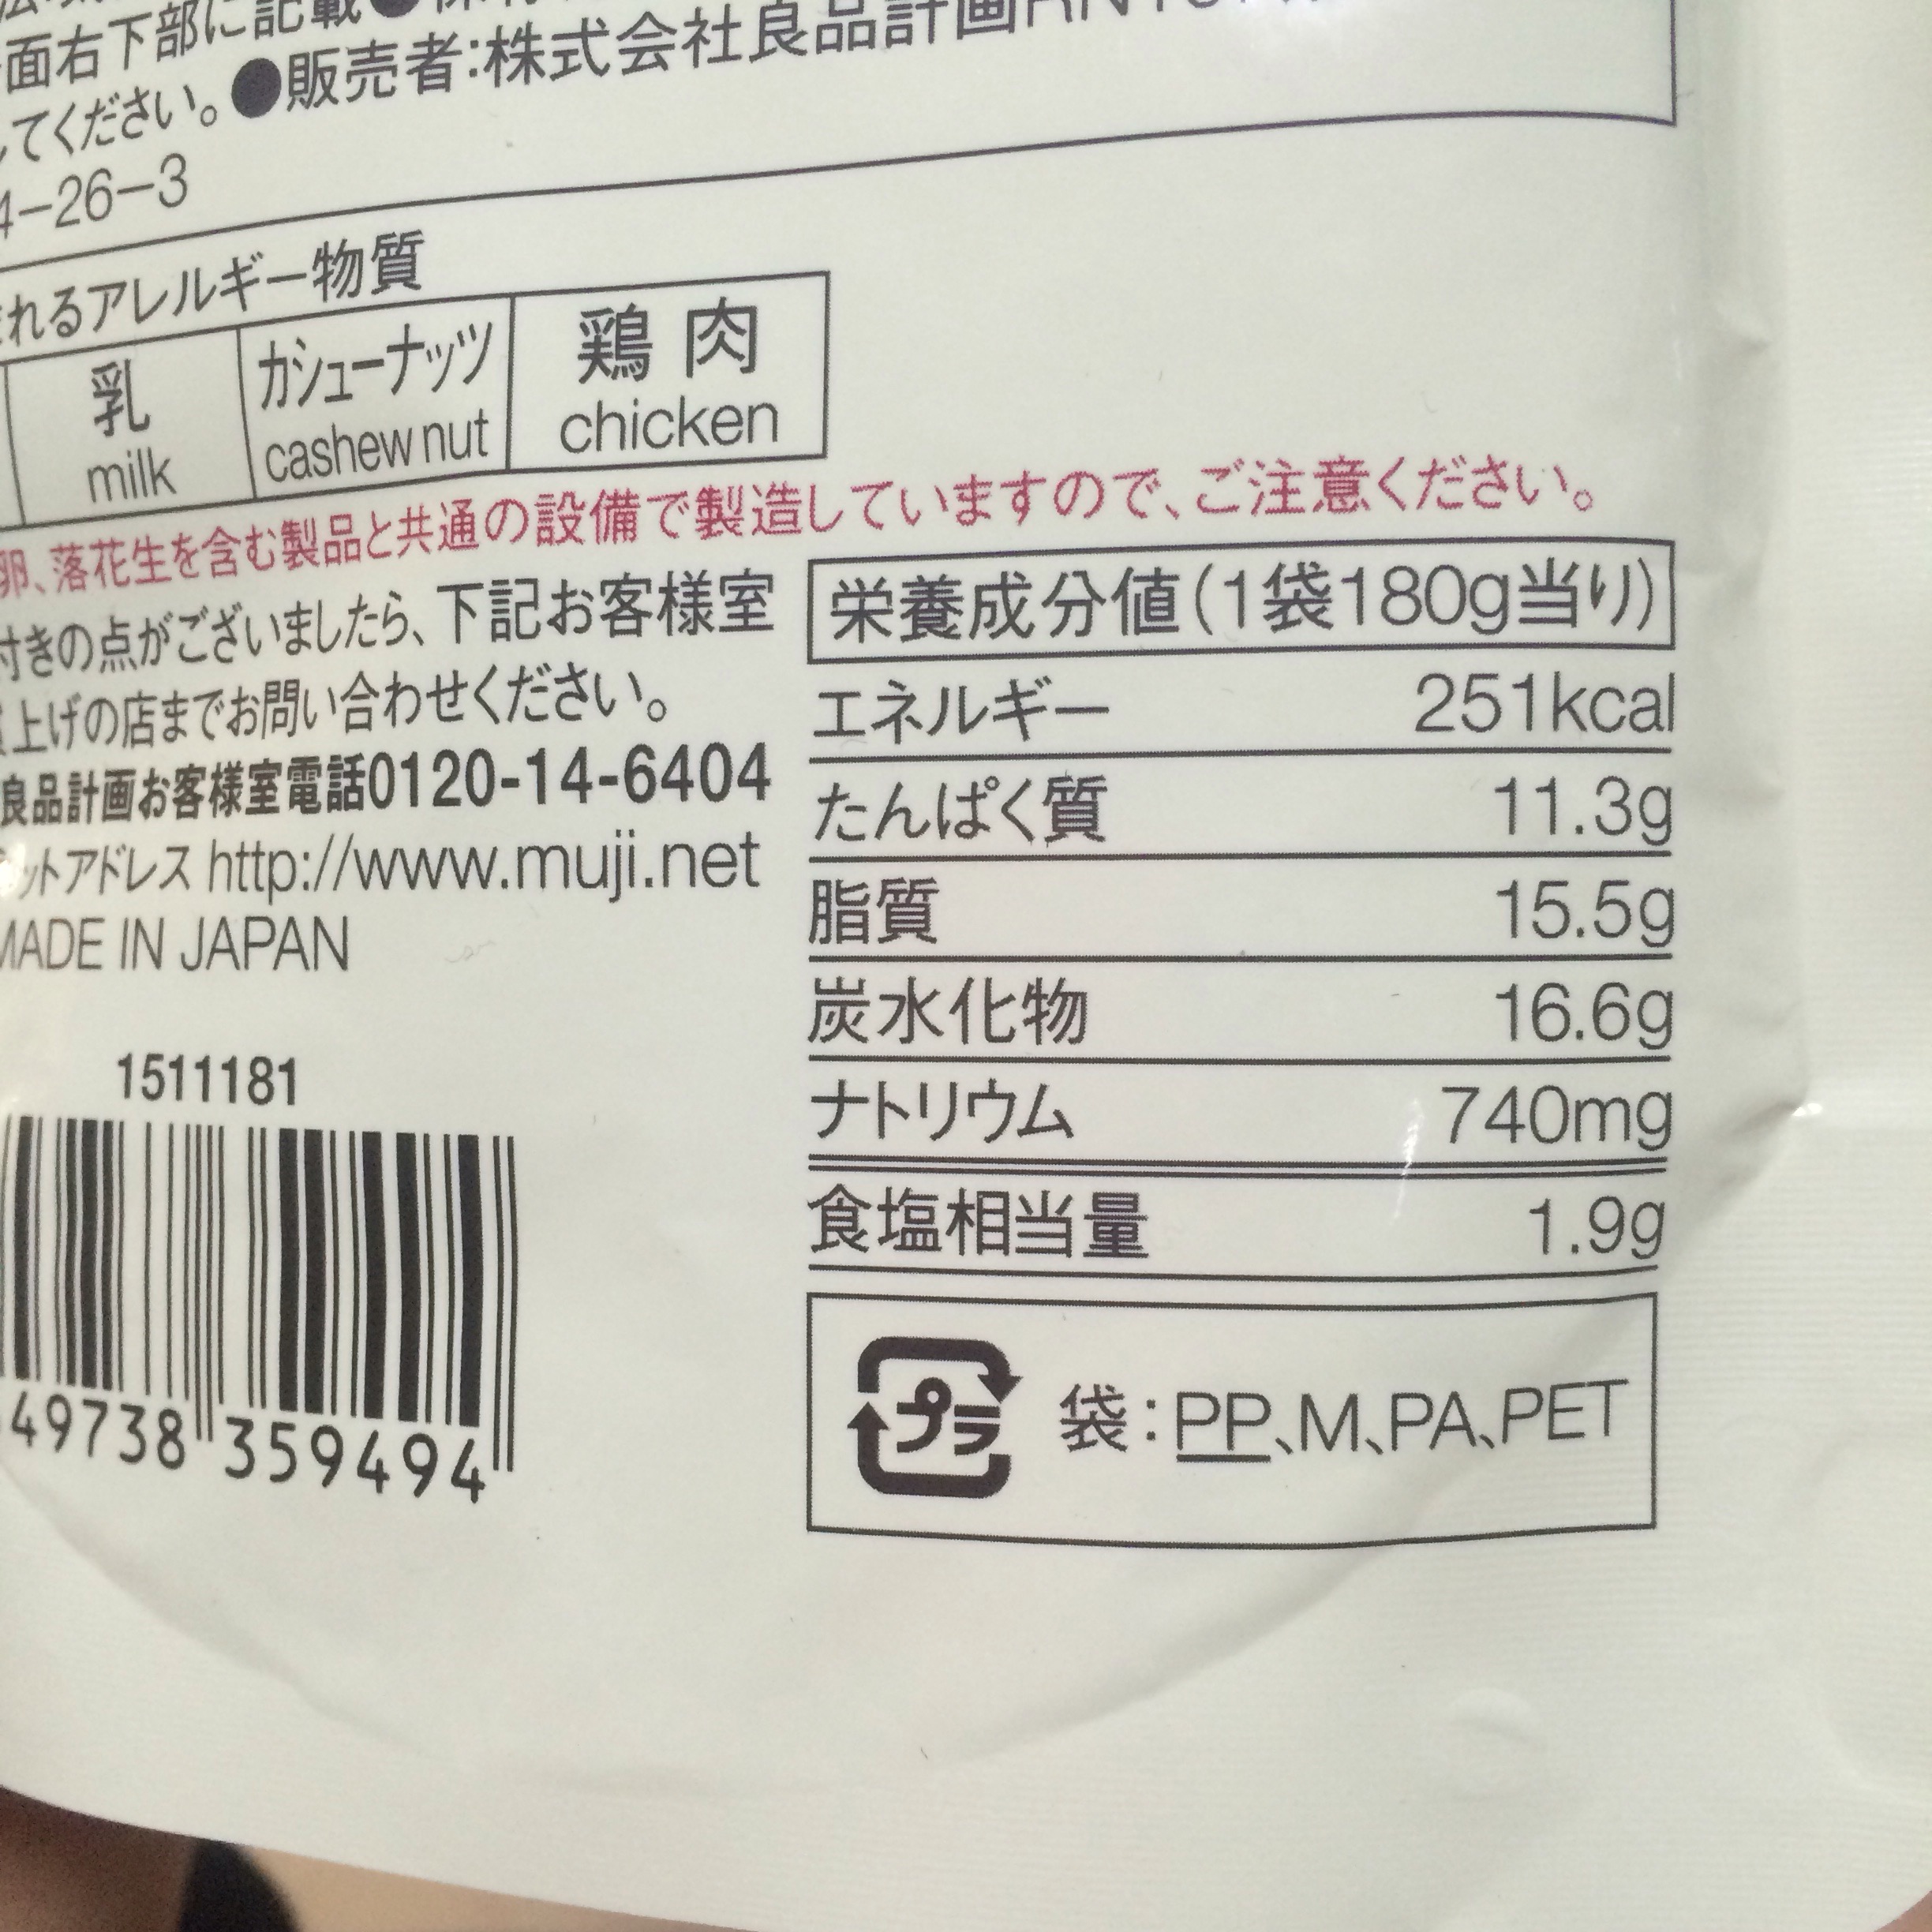 面右下部に記載●
てください。●販売者:株式会社良品計画
4-26-3
れるアレルギー物質
乳 カシューナッツ 鶏肉
milk cashew nut chicken
卵、落花生を含む製品と共通の設備で製造していますので、ご注意ください。
付きの点がございましたら、下記お客様室
上げの店までお問い合わせください。
良品計画お客様室電話0120-14-6404
ットアドレス http://www.muji.net
MADE IN JAPAN
1511181
49738 359494
栄養成分値(1袋180g当り)
エネルギー 251kcal
たんぱく質 11.3g
脂質 15.5g
炭水化物 16.6g
ナトリウム 740mg
食塩相当量 1.9g
プラ 袋:PP、M、PA、PET